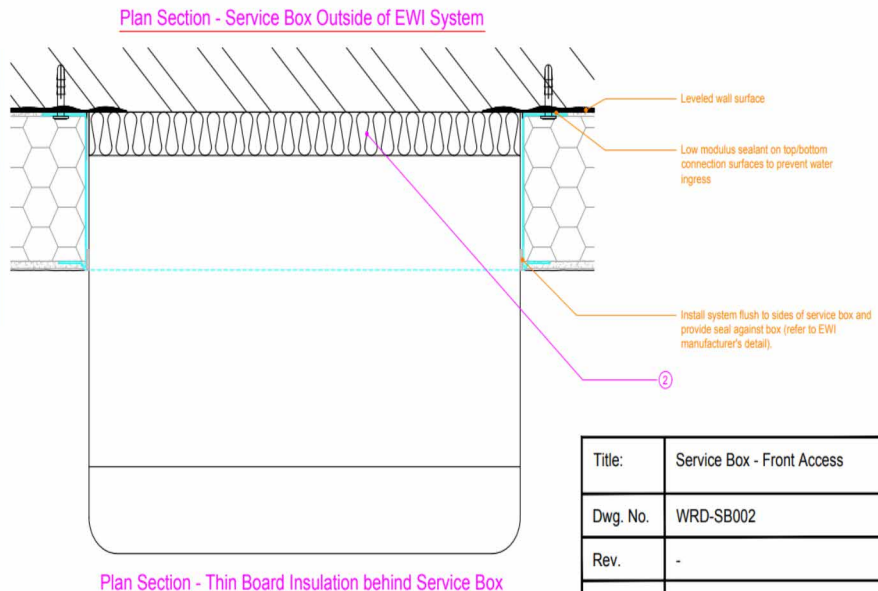 Plan Section - Service Box Outside of EWI System
Leveled wall surface
Low modulus sealant on top/bottom
connection surfaces to prevent water
ingress
Install system flush to sides of service box and
provide seal against box (refer to EWI
manufacturer's detail).
2
Title: Service Box - Front Access
Dwg. No. WRD-SB002
Rev. -
Plan Section - Thin Board Insulation behind Service Box